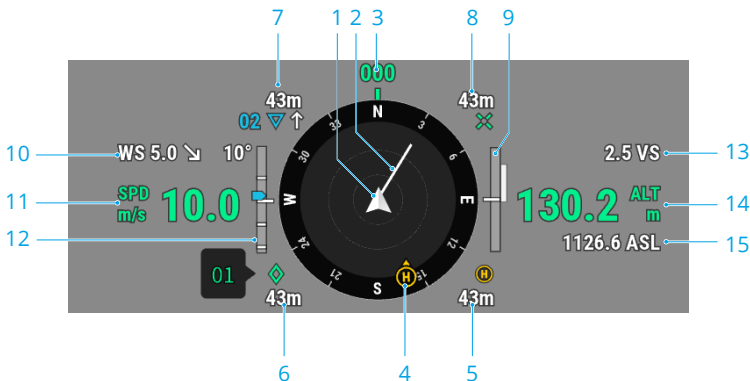 7 1 2 3 8 9
000
43m 43m
02 N
33 3
10 WS 5.0 10° 30 6 2.5 VS 13
11 SPD m/s 10.0 W E 130.2 ALT m 14
12 24 12 1126.6 ASL 15
01 21 S H 15 H
43m 43m
6 4 5